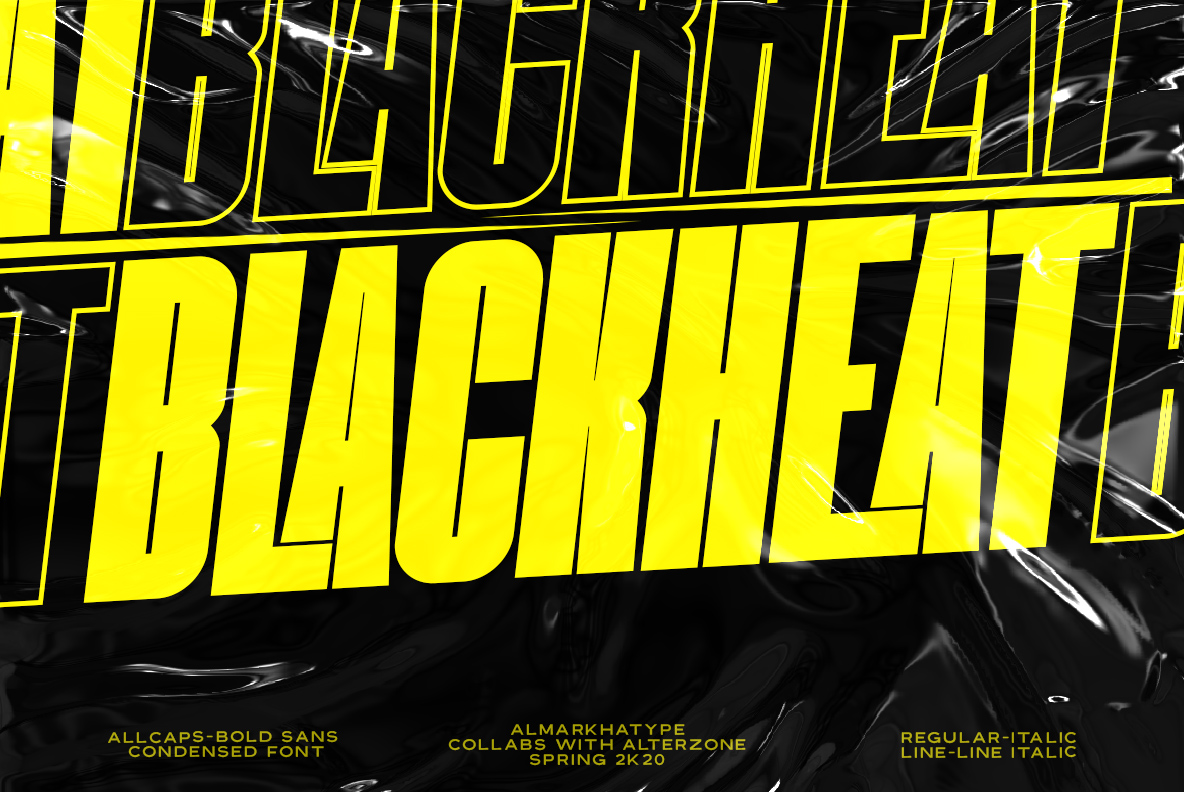 BLACKHEAT
BLACKHEAT
ALLCAPS-BOLD SANS
CONDENSED FONT
ALMARKHATYPE
COLLABS WITH ALTERZONE
SPRING 2K20
REGULAR-ITALIC
LINE-LINE ITALIC